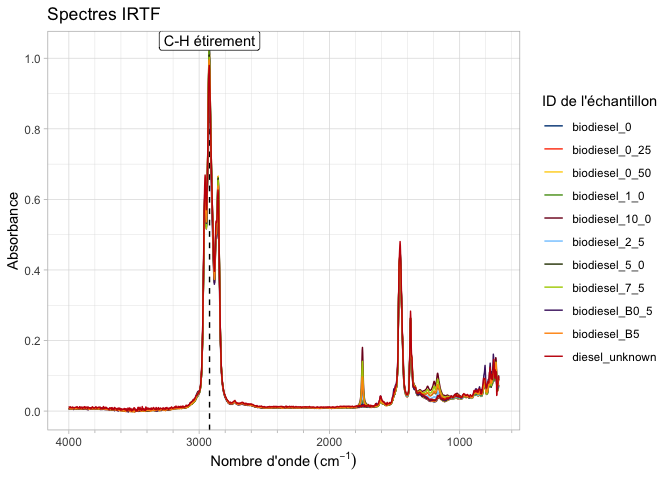 Spectres IRTF
C-H étirement
1.0
0.8
0.6
0.4
0.2
0.0
Absorbance
4000
3000
2000
1000
Nombre d'onde (cm⁻¹)
ID de l'échantillon
biodiesel_0
biodiesel_0_25
biodiesel_0_50
biodiesel_1_0
biodiesel_10_0
biodiesel_2_5
biodiesel_5_0
biodiesel_7_5
biodiesel_B0_5
biodiesel_B5
diesel_unknown